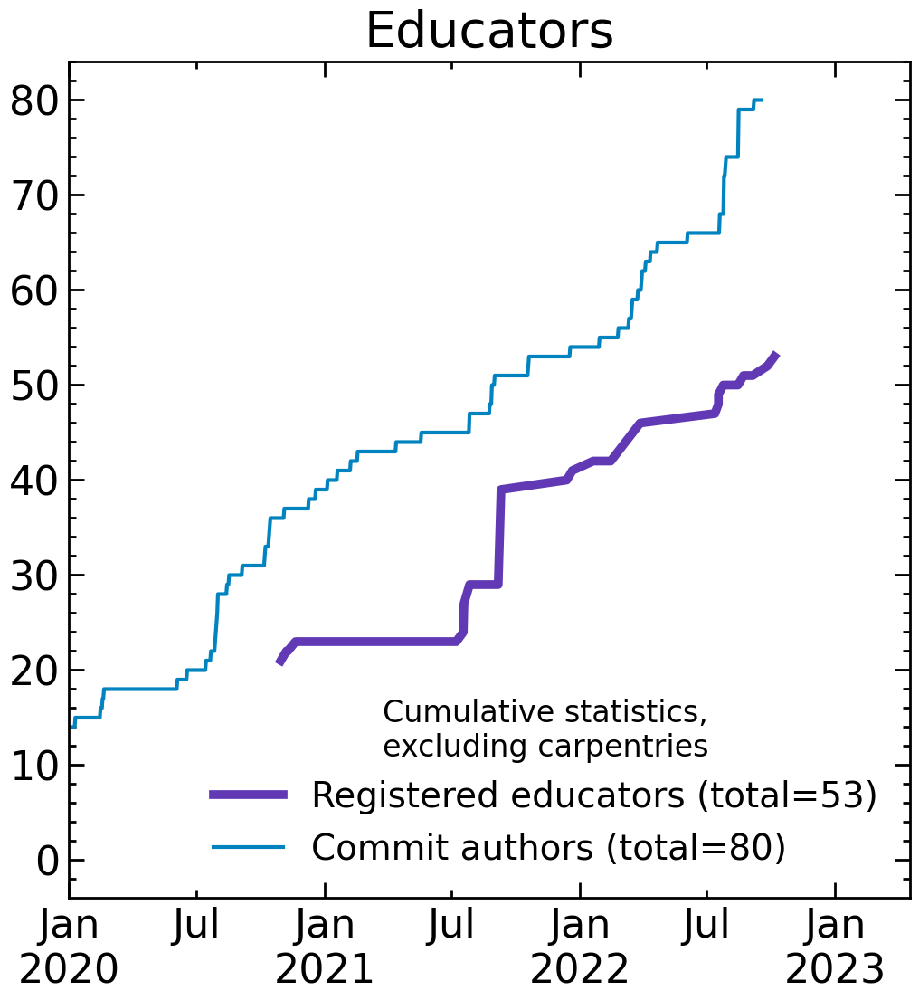 Educators
80
70
60
50
40
30
20
10
0
Cumulative statistics,
excluding carpentries
Registered educators (total=53)
Commit authors (total=80)
Jan Jul Jan Jul Jan Jul Jan
2020 2021 2022 2023